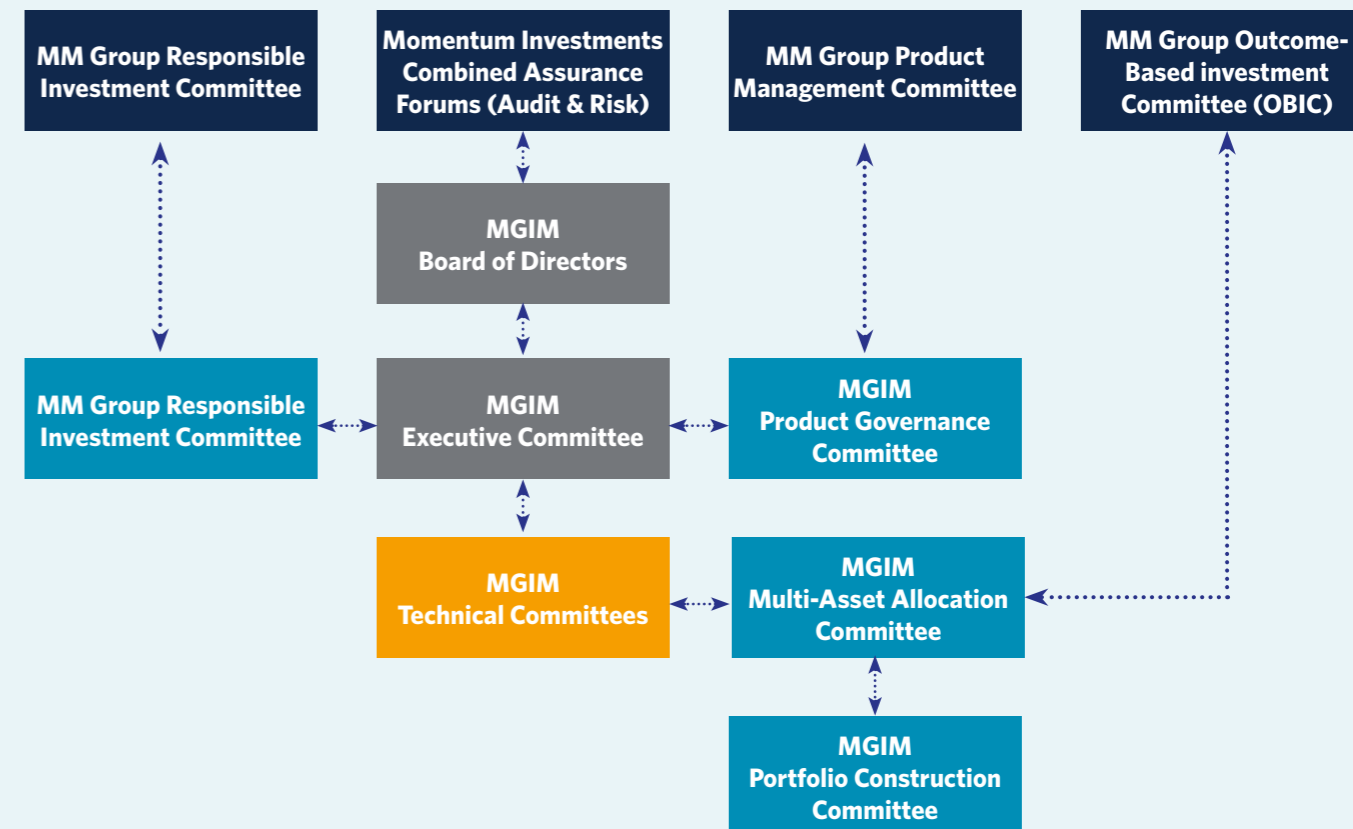 MM Group Responsible
Investment Committee
Momentum Investments
Combined Assurance
Forums (Audit & Risk)
MM Group Product
Management Committee
MM Group Outcome-
Based investment
Committee (OBIC)
MGIM
Board of Directors
MM Group Responsible
Investment Committee
MGIM
Executive Committee
MGIM
Product Governance
Committee
MGIM
Technical Committees
MGIM
Multi-Asset Allocation
Committee
MGIM
Portfolio Construction
Committee